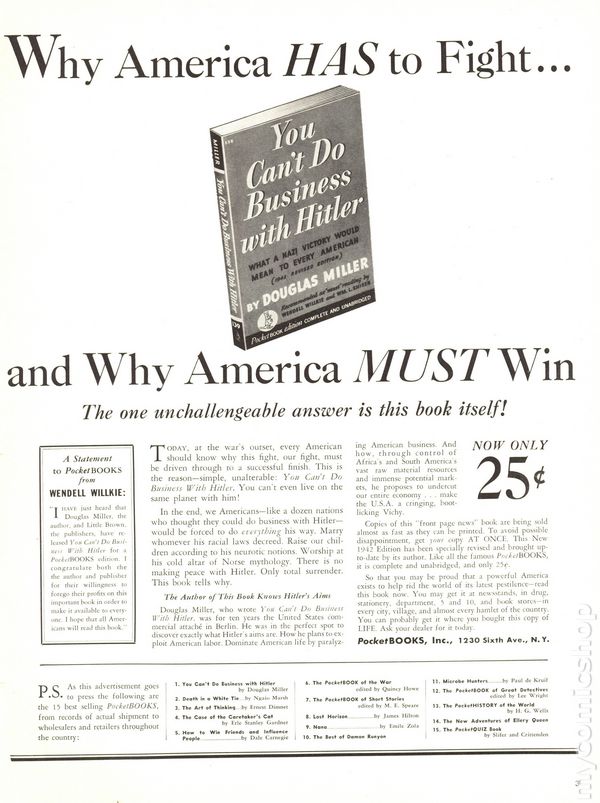 Why America HAS to Fight...
139
MILLER
You Can't Do Business With Hitler
139
You
Can't Do
Business
with Hitler
WHAT A NAZI VICTORY WOULD
MEAN TO EVERY AMERICAN
(1942 REVISED EDITION)
BY DOUGLAS MILLER
Recommended as "must" reading by
WENDELL WILLKIE and WM. L. SHIRER
PocketBOOK edition COMPLETE AND UNABRIDGED
and Why America MUST Win
The one unchallengeable answer is this book itself!
A Statement
to PocketBOOKS
from
WENDELL WILLKIE:
"I HAVE just heard that
Douglas Miller, the
author, and Little Brown,
the publishers, have re-
leased You Can't Do Busi-
ness With Hitler for a
PocketBOOKS edition. I
congratulate both the
the author and publisher
for their willingness to
forego their profits on this
important book in order to
make it available to every-
one. I hope that all Amer-
icans will read this book."
TODAY, at the war's outset, every American
should know why this fight, our fight, must
be driven through to a successful finish. This is
the reason—simple, unalterable: You Can't Do
Business With Hitler. You can't even live on the
same planet with him!
In the end, we Americans—like a dozen nations
who thought they could do business with Hitler—
would be forced to do everything his way. Marry
whomever his racial laws decreed. Raise our chil-
dren according to his neurotic notions. Worship at
his cold altar of Norse mythology. There is no
making peace with Hitler. Only total surrender.
This book tells why.
The Author of This Book Knows Hitler's Aims
Douglas Miller, who wrote You Can't Do Business
With Hitler, was for ten years the United States com-
mercial attaché in Berlin. He was in the perfect spot to
discover exactly what Hitler's aims are. How he plans to ex-
ploit American labor. Dominate American life by paralyz-
ing American business. And
how, through control of
Africa's and South America's
vast raw material resources
and immense potential mark-
ets, he proposes to undercut
our entire economy . . . make
the U.S.A. a cringing, boot-
licking Vichy.
NOW ONLY
25¢
Copies of this "front page news" book are being sold
almost as fast as they can be printed. To avoid possible
disappointment, get your copy AT ONCE. This New
1942 Edition has been specially revised and brought up-
to-date by its author. Like all the famous PocketBOOKS,
it is complete and unabridged, and only 25¢.
So that you may be proud that a powerful America
exists to help rid the world of its latest pestilence—read
this book now. You may get it at newsstands, in drug,
stationery, department, 5 and 10, and book stores—in
every city, village, and almost every hamlet of the country.
You can probably get it where you bought this copy of
LIFE. Ask your dealer for it today.
PocketBOOKS, Inc., 1230 Sixth Ave., N. Y.
P.S. As this advertisement goes
to press the following are
the 15 best selling PocketBOOKS,
from records of actual shipment to
wholesalers and retailers throughout
the country:
1. You Can't Do Business with Hitler
by Douglas Miller
2. Death in a White Tie...by Ngaio Marsh
3. The Art of Thinking...by Ernest Dimnet
4. The Case of the Caretaker's Cat
by Erle Stanley Gardner
5. How to Win Friends and Influence
People...............by Dale Carnegie
6. The PocketBOOK of the War
edited by Quincy Howe
7. The PocketBOOK of Short Stories
edited by M. E. Speare
8. Lost Horizon............by James Hilton
9. Nana.......................by Emile Zola
10. The Best of Damon Runyon
11. Microbe Hunters..........by Paul de Kruif
12. The PocketBOOK of Great Detectives
edited by Lee Wright
13. The PocketHISTORY of the World
by H. G. Wells
14. The New Adventures of Ellery Queen
15. The PocketQUIZ Book
by Slifer and Crittenden
mycomicshop